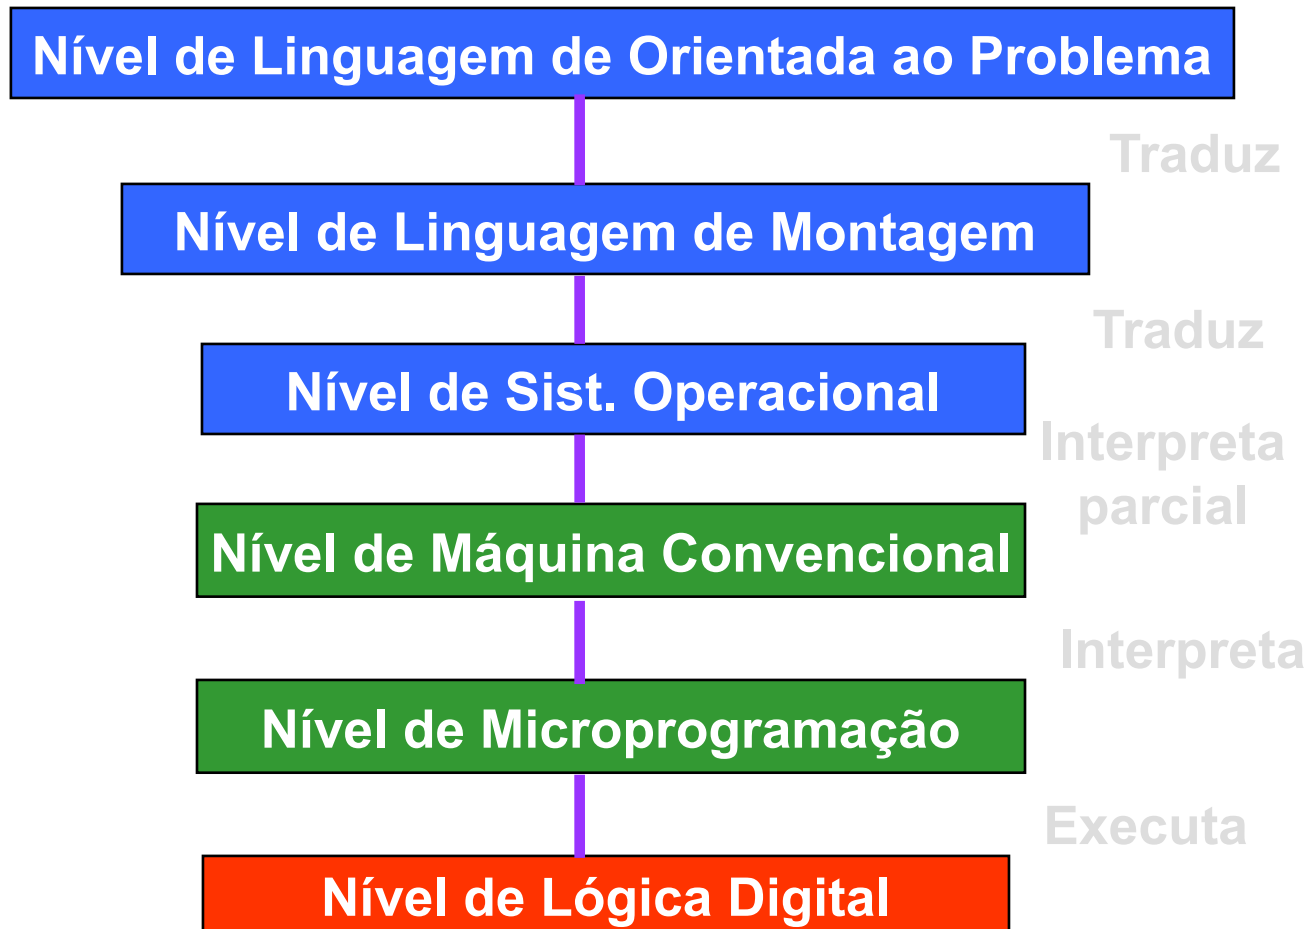 Nível de Linguagem de Orientada ao Problema
Traduz
Nível de Linguagem de Montagem
Traduz
Nível de Sist. Operacional
Interpreta
parcial
Nível de Máquina Convencional
Interpreta
Nível de Microprogramação
Executa
Nível de Lógica Digital